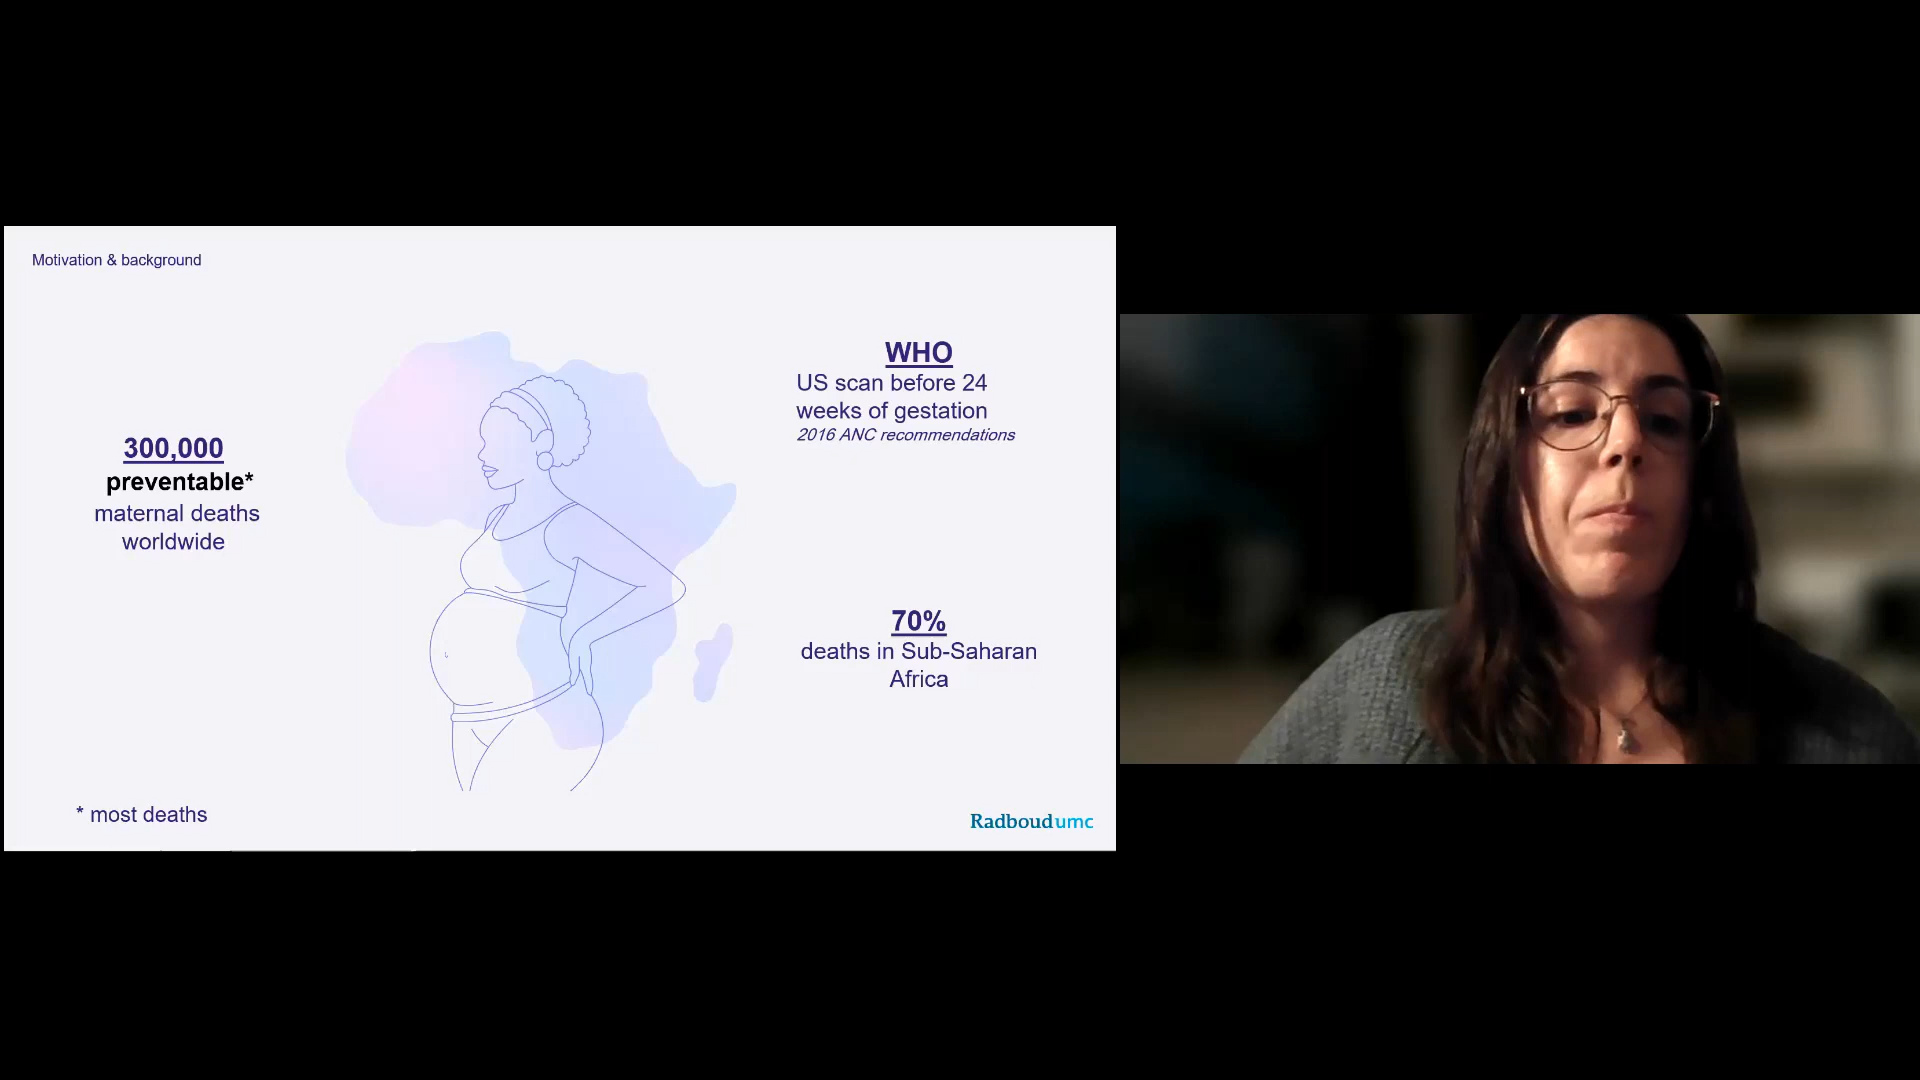 Motivation & background
300,000
preventable*
maternal deaths
worldwide
WHO
US scan before 24
weeks of gestation
2016 ANC recommendations
70%
deaths in Sub-Saharan
Africa
* most deaths
Radboudumc